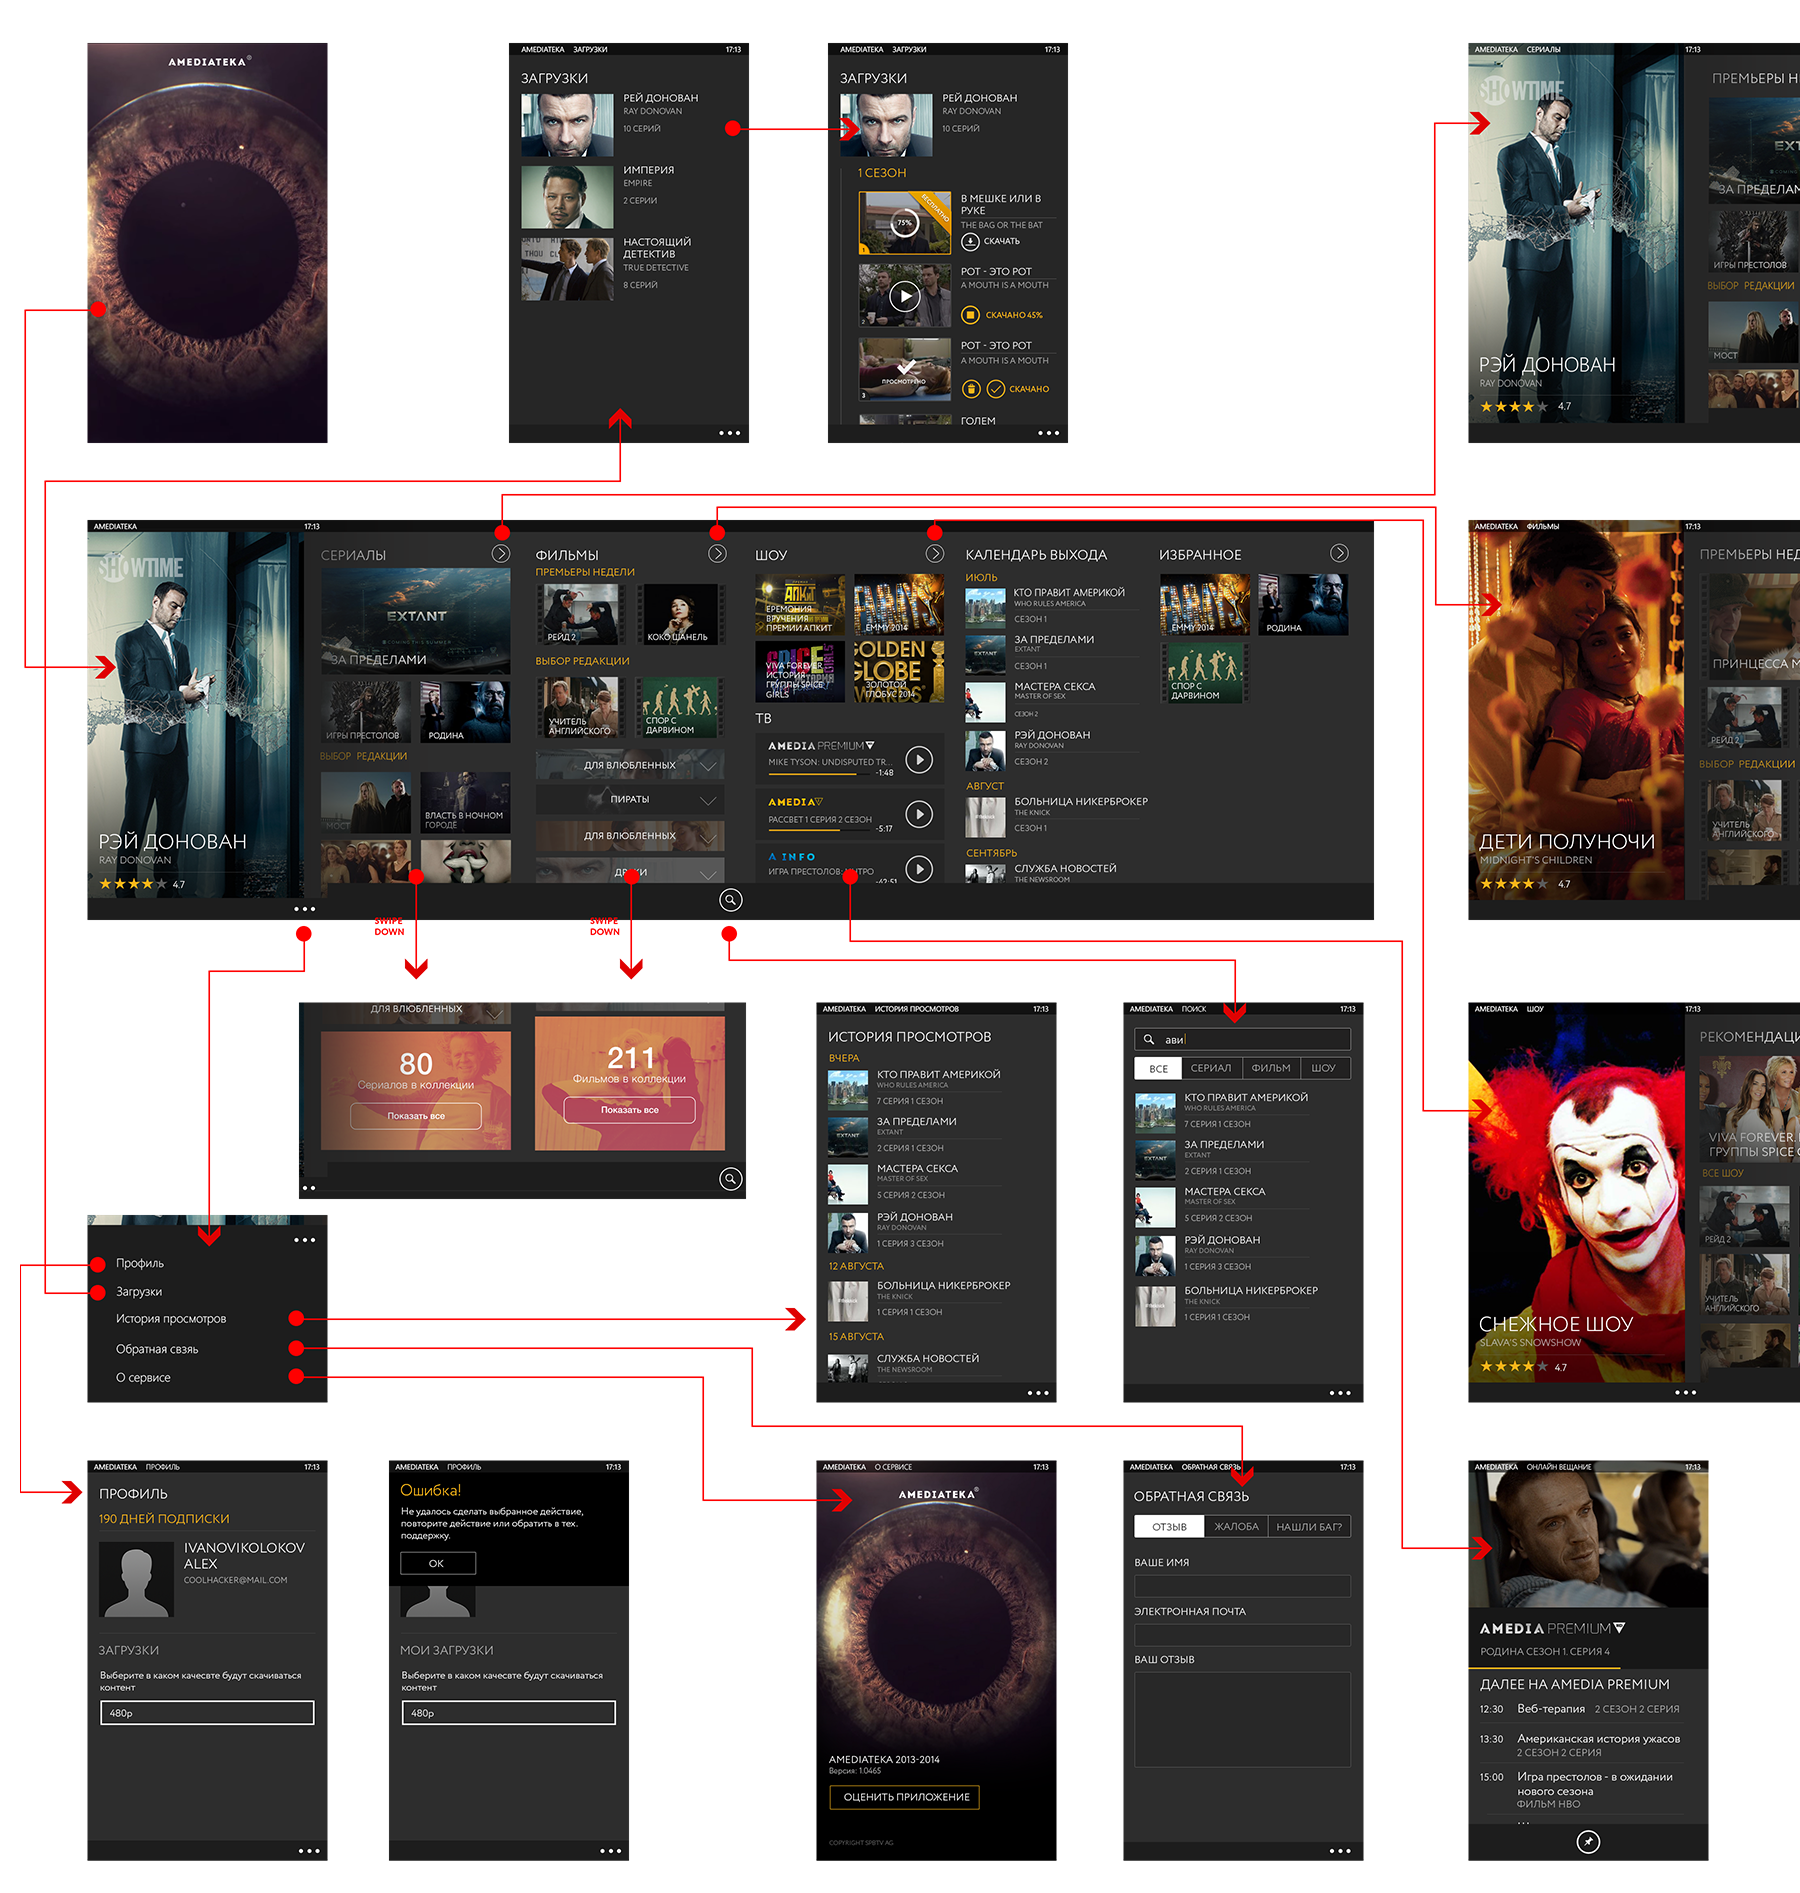 AMEDIATEKA®
AMEDIATEKA ЗАГРУЗКИ 17:13
ЗАГРУЗКИ
РЕЙ ДОНОВАН
RAY DONOVAN
10 СЕРИЙ
ИМПЕРИЯ
EMPIRE
2 СЕРИИ
НАСТОЯЩИЙ
ДЕТЕКТИВ
TRUE DETECTIVE
8 СЕРИЙ
AMEDIATEKA ЗАГРУЗКИ 17:13
ЗАГРУЗКИ
РЕЙ ДОНОВАН
RAY DONOVAN
10 СЕРИЙ
1 СЕЗОН
БЕСПЛАТНО
75%
1
В МЕШКЕ ИЛИ В
РУКЕ
THE BAG OR THE BAT
СКАЧАТЬ
2
РОТ - ЭТО РОТ
A MOUTH IS A MOUTH
СКАЧАНО 45%
ПРОСМОТРЕНО
3
РОТ - ЭТО РОТ
A MOUTH IS A MOUTH
СКАЧАНО
ГОЛЕМ
AMEDIATEKA СЕРИАЛЫ 17:13
SHOWTIME
РЭЙ ДОНОВАН
RAY DONOVAN
4.7
ПРЕМЬЕРЫ Н
EXT
ЗА ПРЕДЕЛАМ
ИГРЫ ПРЕСТОЛОВ
ВЫБОР РЕДАКЦИИ
МОСТ
AMEDIATEKA 17:13
SHOWTIME
РЭЙ ДОНОВАН
RAY DONOVAN
4.7
СЕРИАЛЫ
EXTANT
COMING THIS SUMMER
ЗА ПРЕДЕЛАМИ
ИГРЫ ПРЕСТОЛОВ
РОДИНА
ВЫБОР РЕДАКЦИИ
МОСТ
ВЛАСТЬ В НОЧНОМ
ГОРОДЕ
ФИЛЬМЫ
ПРЕМЬЕРЫ НЕДЕЛИ
РЕЙД 2
КОКО ШАНЕЛЬ
ВЫБОР РЕДАКЦИИ
УЧИТЕЛЬ
АНГЛИЙСКОГО
СПОР С
ДАРВИНОМ
ДЛЯ ВЛЮБЛЕННЫХ
ПИРАТЫ
ДЛЯ ВЛЮБЛЕННЫХ
ШОУ
АПКиТ
ЕРЕМОНИЯ
ВРУЧЕНИЯ
ПРЕМИИ АПКИТ
EMMY 2014
VIVA FOREVER.
ИСТОРИЯ
ГРУППЫ SPICE
GIRLS
GOLDEN
GLOBE
AWARDS
ЗОЛОТОЙ
ГЛОБУС 2014
ТВ
AMEDIA PREMIUM
MIKE TYSON: UNDISPUTED TR...
-1:48
AMEDIA
РАССВЕТ 1 СЕРИЯ 2 СЕЗОН
-5:17
A INFO
ИГРА ПРЕСТОЛОВ:
-42:51
КАЛЕНДАРЬ ВЫХОДА
ИЮЛЬ
КТО ПРАВИТ АМЕРИКОЙ
WHO RULES AMERICA
СЕЗОН 1
ЗА ПРЕДЕЛАМИ
EXTANT
СЕЗОН 1
МАСТЕРА СЕКСА
MASTER OF SEX
СЕЗОН 2
РЭЙ ДОНОВАН
RAY DONOVAN
СЕЗОН 2
АВГУСТ
БОЛЬНИЦА НИКЕРБРОКЕР
THE KNICK
СЕЗОН 1
СЕНТЯБРЬ
СЛУЖБА НОВОСТЕЙ
THE NEWSROOM
ИЗБРАННОЕ
EMMY 2014
РОДИНА
СПОР С
ДАРВИНОМ
SWIPE
DOWN
SWIPE
DOWN
AMEDIATEKA ФИЛЬМЫ 17:13
ДЕТИ ПОЛУНОЧИ
MIDNIGHT'S CHILDREN
4.7
ПРЕМЬЕРЫ НЕД
ПРИНЦЕССА М
РЕЙД 2
ВЫБОР РЕДАКЦИИ
УЧИТЕЛЬ
АНГЛИЙСКОГО
ДЛЯ ВЛЮБЛЕННЫХ
80
Сериалов в коллекции
Показать все
211
Фильмов в коллекции
Показать все
AMEDIATEKA ИСТОРИЯ ПРОСМОТРОВ 17:13
ИСТОРИЯ ПРОСМОТРОВ
ВЧЕРА
КТО ПРАВИТ АМЕРИКОЙ
WHO RULES AMERICA
7 СЕРИЯ 1 СЕЗОН
ЗА ПРЕДЕЛАМИ
EXTANT
2 СЕРИЯ 1 СЕЗОН
МАСТЕРА СЕКСА
MASTER OF SEX
5 СЕРИЯ 2 СЕЗОН
РЭЙ ДОНОВАН
RAY DONOVAN
1 СЕРИЯ 3 СЕЗОН
12 АВГУСТА
БОЛЬНИЦА НИКЕРБРОКЕР
THE KNICK
1 СЕРИЯ 1 СЕЗОН
15 АВГУСТА
СЛУЖБА НОВОСТЕЙ
THE NEWSROOM
AMEDIATEKA ПОИСК 17:13
ави
ВСЕ СЕРИАЛ ФИЛЬМ ШОУ
КТО ПРАВИТ АМЕРИКОЙ
WHO RULES AMERICA
7 СЕРИЯ 1 СЕЗОН
ЗА ПРЕДЕЛАМИ
EXTANT
2 СЕРИЯ 1 СЕЗОН
МАСТЕРА СЕКСА
MASTER OF SEX
5 СЕРИЯ 2 СЕЗОН
РЭЙ ДОНОВАН
RAY DONOVAN
1 СЕРИЯ 3 СЕЗОН
БОЛЬНИЦА НИКЕРБРОКЕР
THE KNICK
1 СЕРИЯ 1 СЕЗОН
AMEDIATEKA ШОУ 17:13
СНЕЖНОЕ ШОУ
SLAVA'S SNOWSHOW
4.7
РЕКОМЕНДАЦИ
VIVA FOREVER.
ГРУППЫ SPICE
ВСЕ ШОУ
РЕЙД 2
УЧИТЕЛЬ
АНГЛИЙСКОГО
Профиль
Загрузки
История просмотров
Обратная свзяь
О сервисе
AMEDIATEKA ПРОФИЛЬ 17:13
ПРОФИЛЬ
190 ДНЕЙ ПОДПИСКИ
IVANOVIKOLOKOV
ALEX
COOLHACKER@MAIL.COM
ЗАГРУЗКИ
Выберите в каком качесвте будут скачиваться
контент
480p
AMEDIATEKA ПРОФИЛЬ 17:13
Ошибка!
Не удалось сделать выбранное действие,
повторите действие или обратить в тех.
поддержку.
OK
МОИ ЗАГРУЗКИ
Выберите в каком качесвте будут скачиваться
контент
480p
AMEDIATEKA О СЕРВИСЕ 17:13
AMEDIATEKA®
AMEDIATEKA 2013-2014
Версия: 1.0465
ОЦЕНИТЬ ПРИЛОЖЕНИЕ
COPYRIGHT SPBTV AG
AMEDIATEKA ОБРАТНАЯ СВЯЗЬ 17:13
ОБРАТНАЯ СВЯЗЬ
ОТЗЫВ ЖАЛОБА НАШЛИ БАГ?
ВАШЕ ИМЯ
ЭЛЕКТРОННАЯ ПОЧТА
ВАШ ОТЗЫВ
AMEDIATEKA ОНЛАЙН ВЕЩАНИЕ 17:13
AMEDIA PREMIUM
РОДИНА СЕЗОН 1. СЕРИЯ 4
ДАЛЕЕ НА AMEDIA PREMIUM
12:30 Веб-терапия 2 СЕЗОН 2 СЕРИЯ
13:30 Американская история ужасов
2 СЕЗОН 2 СЕРИЯ
15:00 Игра престолов - в ожидании
нового сезона
ФИЛЬМ HBO